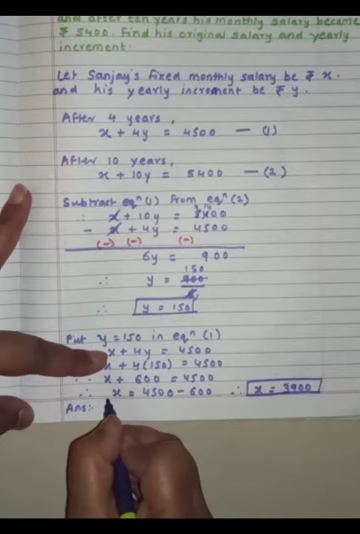 and after ten years his monthly salary became
₹ 5400. Find his original salary and yearly
increment.
Let Sanjay's fixed monthly salary be ₹ x.
and his yearly increment be ₹ y.
After 4 years,
x + 4y = 4500 — (1)
After 10 years,
x + 10y = 5400 — (2)
Subtract eqⁿ (1) from eqⁿ (2)
∴ x + 10y = 5400
- x + 4y = 4500
(-) (-) (-)
6y = 900
150
∴ y = 900
6
∴ y = 150
Put y = 150 in eqⁿ (1)
x + 4y = 4500
x + 4(150) = 4500
x + 600 = 4500
∴ x = 4500 - 600 ∴ x = 3900
Ans:-